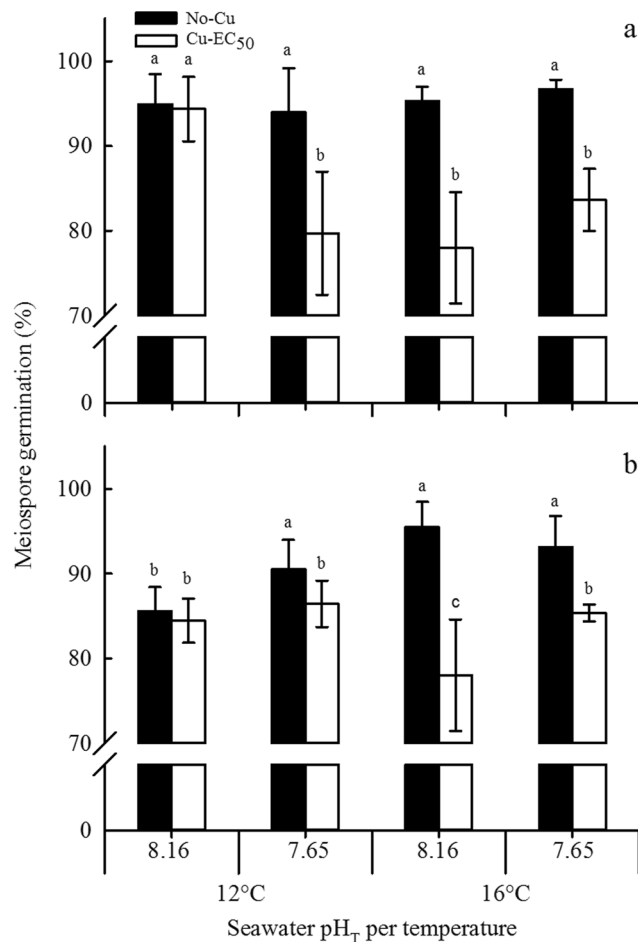 No-Cu
Cu-EC50
a
Meiospore germination (%)
100
90
80
70
0
a a a b a b a b
b
100
90
80
70
0
b b a b a c a b
8.16 7.65 8.16 7.65
12°C 16°C
Seawater pHT per temperature